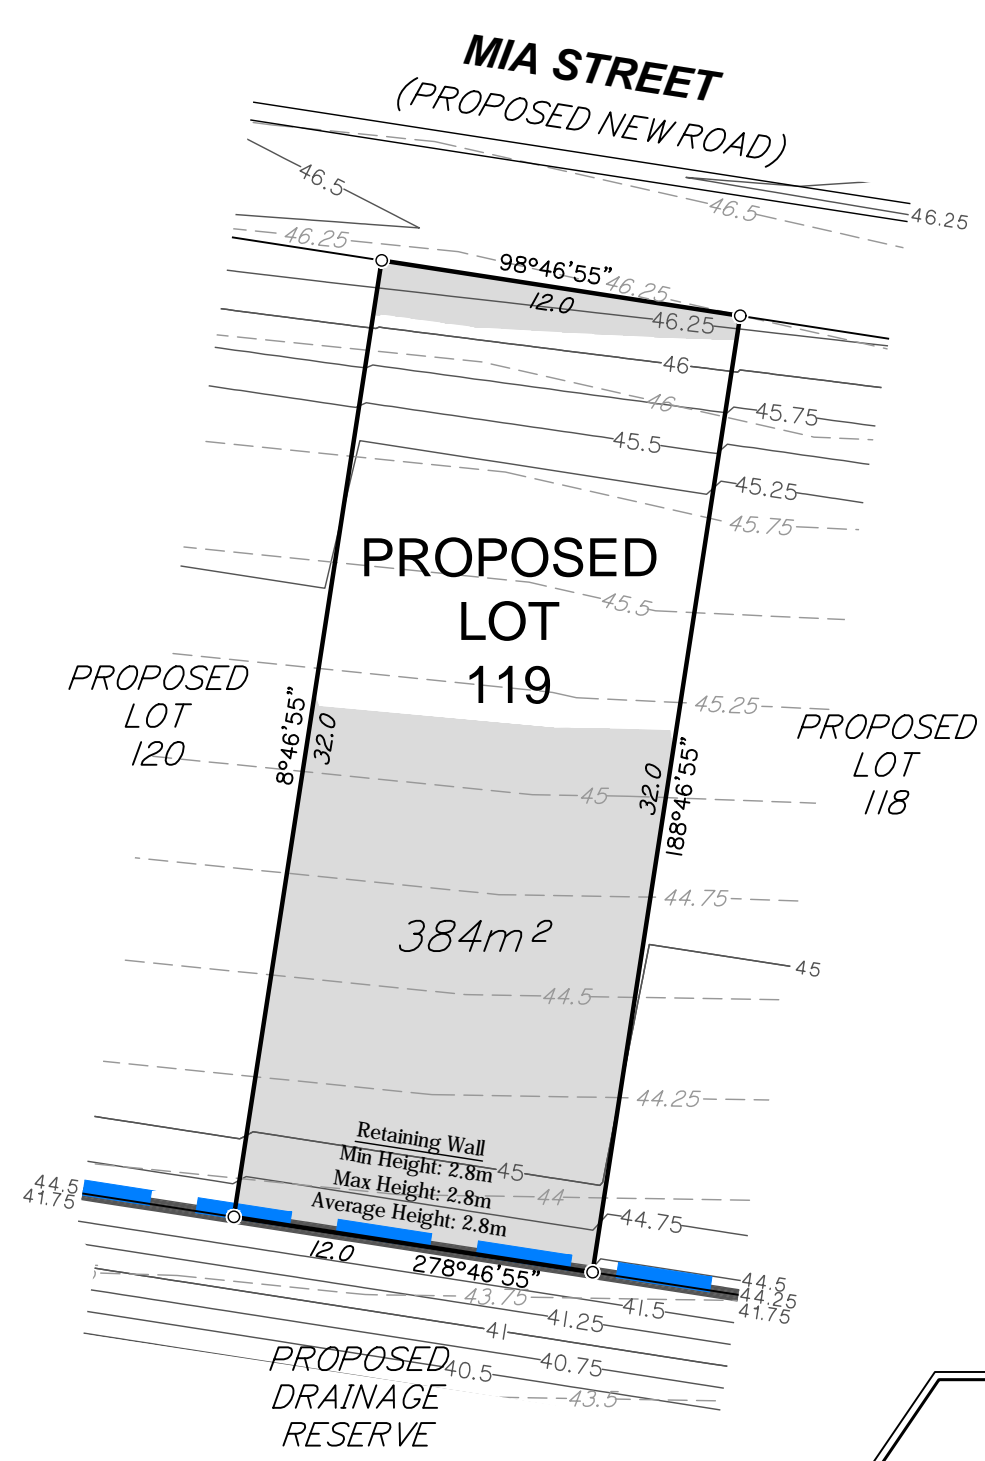 MIA STREET
(PROPOSED NEW ROAD)
46.5
46.5
46.25
46.25
98°46'55"
46.25
12.0
46.25
46
46
45.75
45.5
45.25
45.75
PROPOSED
LOT
119
45.5
PROPOSED
LOT
120
45.25
PROPOSED
LOT
118
8°46'55"
32.0
32.0
188°46'55"
45
44.75
384m²
45
44.5
44.25
Retaining Wall
Min Height: 2.8m
Max Height: 2.8m
Average Height: 2.8m
45
44
44.75
44.5
41.75
12.0
278°46'55"
44.5
44.25
41.75
43.75
41.5
41.25
41
40.75
40.5
43.5
PROPOSED
DRAINAGE
RESERVE